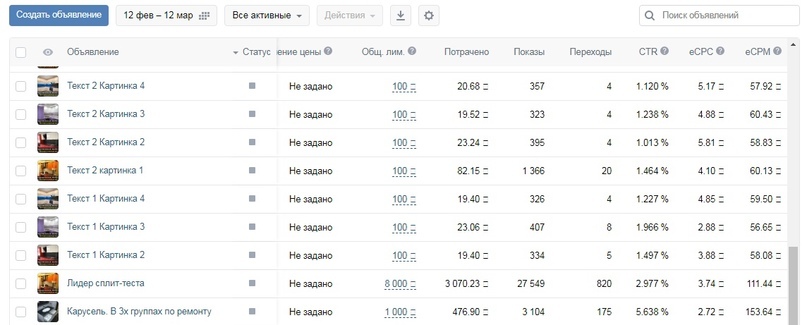 Создать объявление 12 фев – 12 мар Все активные Действия Поиск объявлений
Объявление Статус ение цены ? Общ. лим. ? Потрачено Показы Переходы CTR ? eCPC ? eCPM ?
Текст 2 Картинка 4 Не задано 100 20.68 357 4 1.120 % 5.17 57.92
Текст 2 Картинка 3 Не задано 100 19.52 323 4 1.238 % 4.88 60.43
Текст 2 Картинка 2 Не задано 100 23.24 395 4 1.013 % 5.81 58.83
Текст 2 картинка 1 Не задано 100 82.15 1 366 20 1.464 % 4.10 60.13
Текст 1 Картинка 4 Не задано 100 19.40 326 4 1.227 % 4.85 59.50
Текст 1 Картинка 3 Не задано 100 23.06 407 8 1.966 % 2.88 56.65
Текст 1 Картинка 2 Не задано 100 19.40 334 5 1.497 % 3.88 58.08
Лидер сплит-теста Не задано 8 000 3 070.23 27 549 820 2.977 % 3.74 111.44
Карусель. В 3х группах по ремонту Не задано 1 000 476.90 3 104 175 5.638 % 2.72 153.64